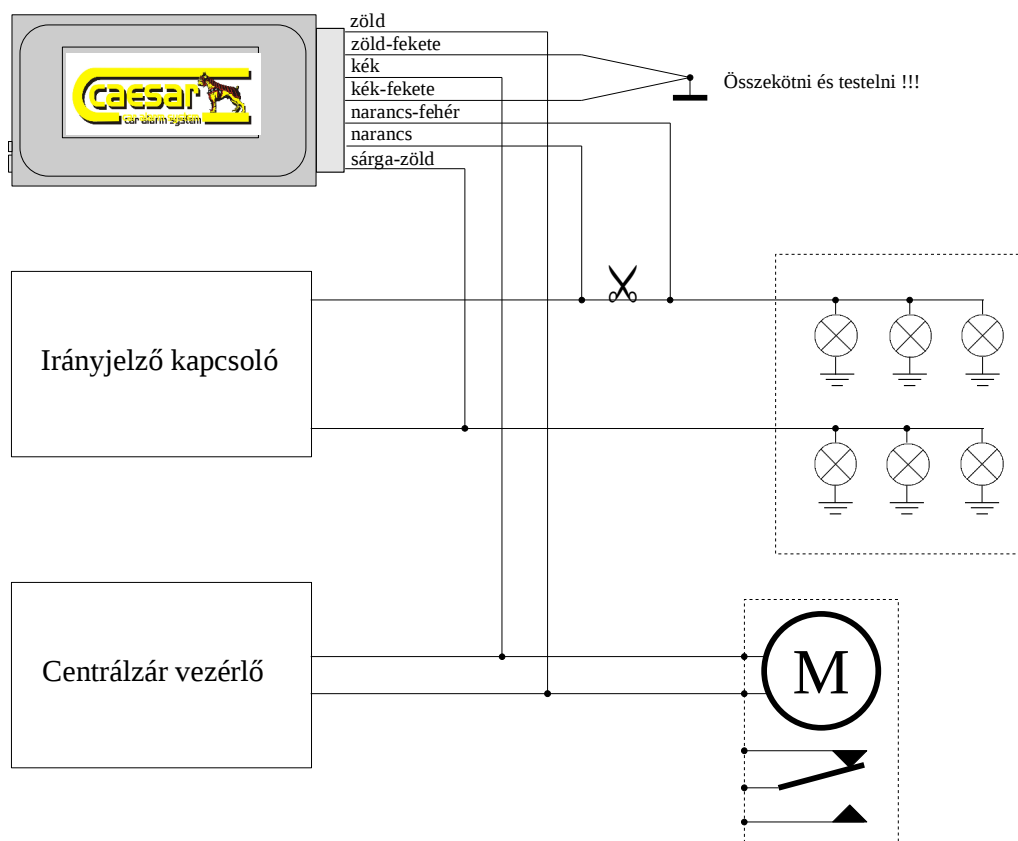 zöld
zöld-fekete
kék
kék-fekete
narancs-fehér
narancs
sárga-zöld
caesar
car alarm system
Összekötni és testelni !!!
Irányjelző kapcsoló
Centrálzár vezérlő
M